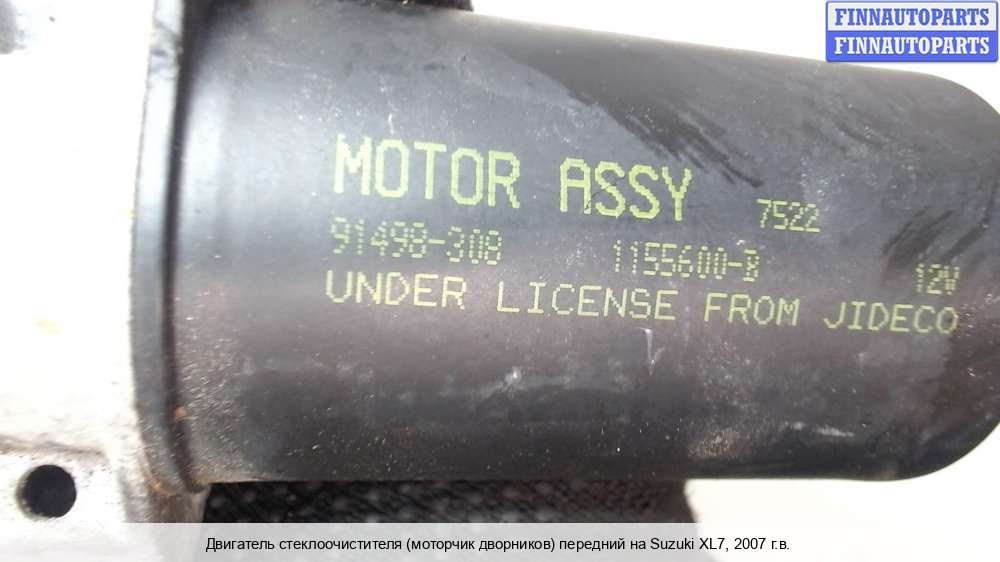 FINNAUTOPARTS
FINNAUTOPARTS
MOTOR ASSY 7522
91498-308 1155600-B 12V
UNDER LICENSE FROM JIDECO
Двигатель стеклоочистителя (моторчик дворников) передний на Suzuki XL7, 2007 г.в.